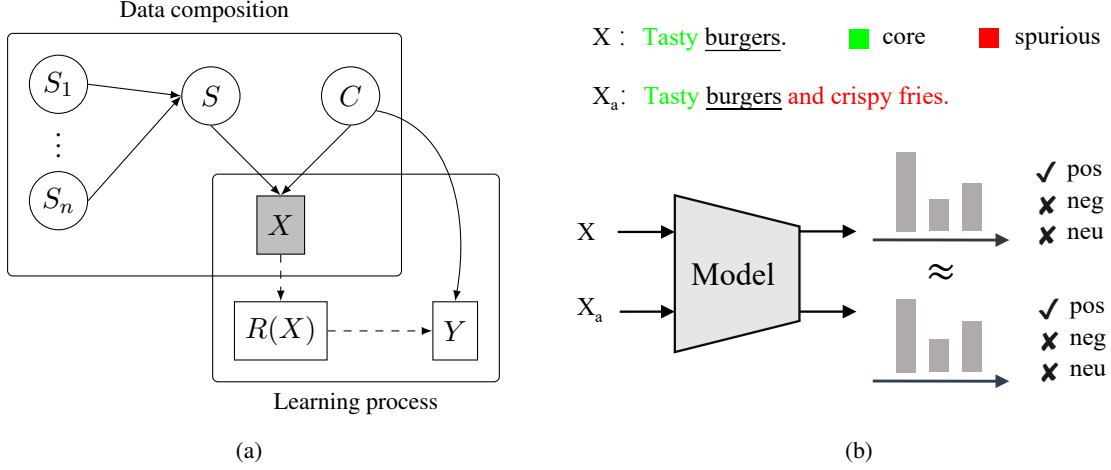 Data composition
S₁
S
C
⋮
Sₙ
X
R(X)
Y
Learning process
(a)
X : Tasty burgers. core spurious
Xₐ: Tasty burgers and crispy fries.
✓ pos
✘ neg
✘ neu
X
Model
≈
Xₐ
✓ pos
✘ neg
✘ neu
(b)